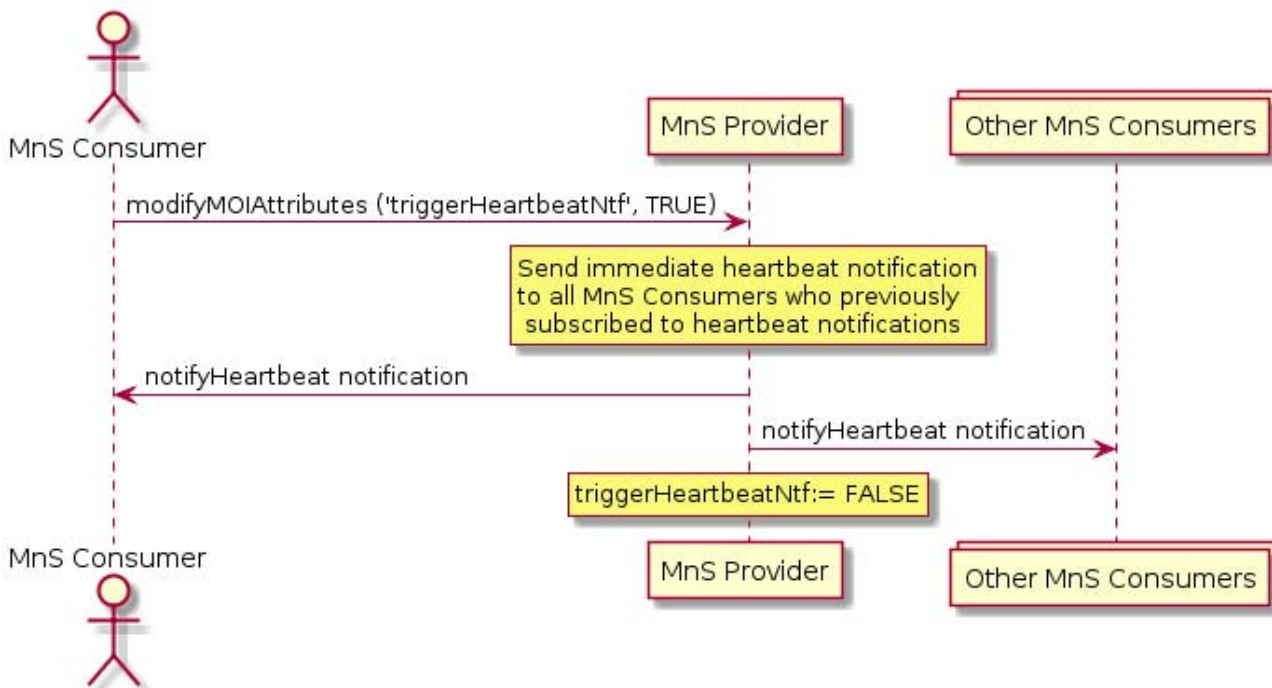 MnS Consumer
MnS Provider
Other MnS Consumers
modifyMOIAttributes ('triggerHeartbeatNtf', TRUE)
Send immediate heartbeat notification
to all MnS Consumers who previously
subscribed to heartbeat notifications
notifyHeartbeat notification
notifyHeartbeat notification
triggerHeartbeatNtf:= FALSE
MnS Consumer
MnS Provider
Other MnS Consumers